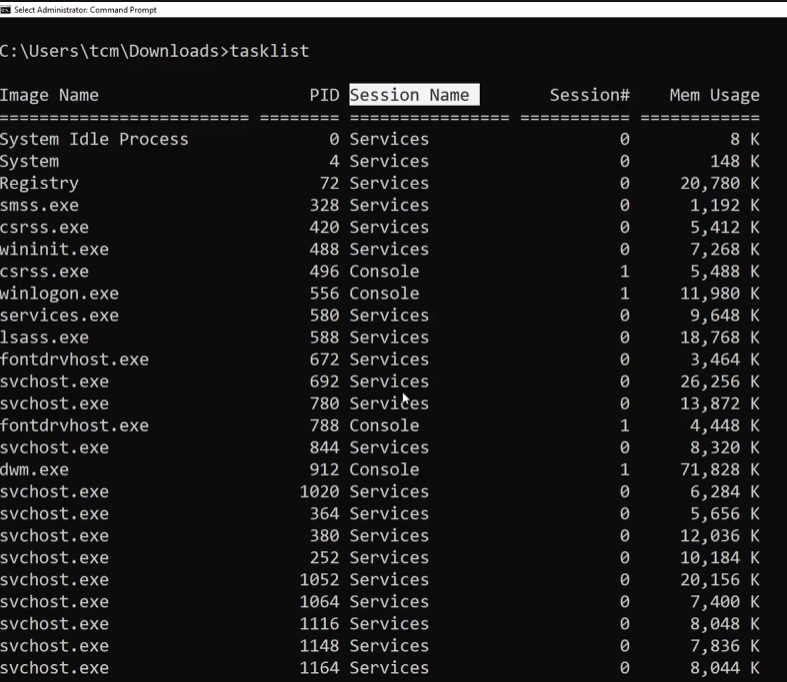 Select Administrator: Command Prompt
C:\Users\tcm\Downloads>tasklist
Image Name                     PID Session Name        Session#    Mem Usage
========================= ======== ================ =========== ============
System Idle Process              0 Services                   0          8 K
System                           4 Services                   0        148 K
Registry                        72 Services                   0     20,780 K
smss.exe                       328 Services                   0      1,192 K
csrss.exe                      420 Services                   0      5,412 K
wininit.exe                    488 Services                   0      7,268 K
csrss.exe                      496 Console                    1      5,488 K
winlogon.exe                   556 Console                    1     11,980 K
services.exe                   580 Services                   0      9,648 K
lsass.exe                      588 Services                   0     18,768 K
fontdrvhost.exe                672 Services                   0      3,464 K
svchost.exe                    692 Services                   0     26,256 K
svchost.exe                    780 Services                   0     13,872 K
fontdrvhost.exe                788 Console                    1      4,448 K
svchost.exe                    844 Services                   0      8,320 K
dwm.exe                        912 Console                    1     71,828 K
svchost.exe                   1020 Services                   0      6,284 K
svchost.exe                    364 Services                   0      5,656 K
svchost.exe                    380 Services                   0     12,036 K
svchost.exe                    252 Services                   0     10,184 K
svchost.exe                   1052 Services                   0     20,156 K
svchost.exe                   1064 Services                   0      7,400 K
svchost.exe                   1116 Services                   0      8,048 K
svchost.exe                   1148 Services                   0      7,836 K
svchost.exe                   1164 Services                   0      8,044 K